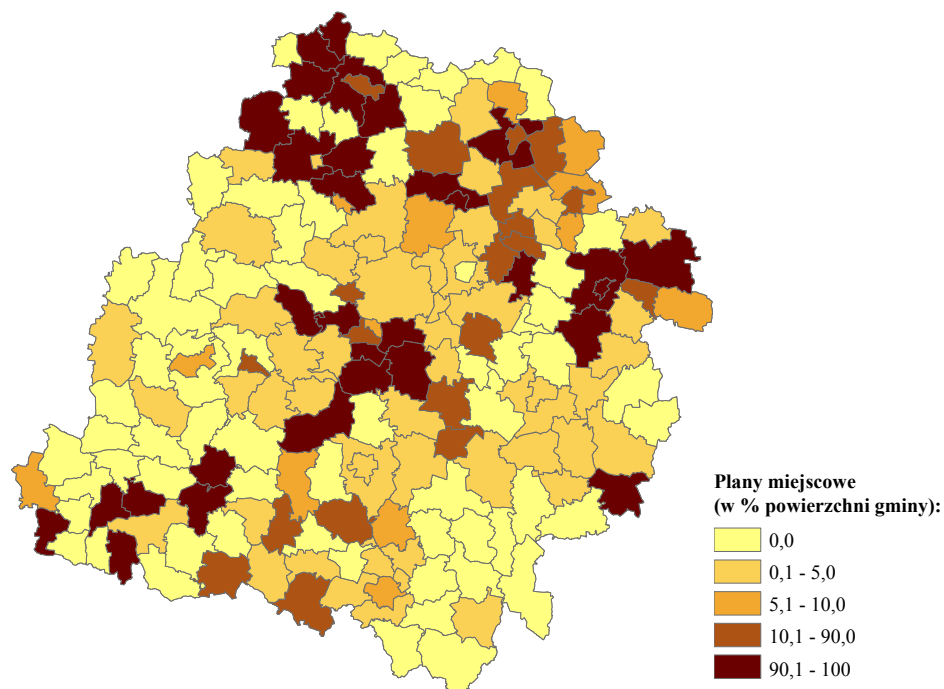 Plany miejscowe
(w % powierzchni gminy):
0,0
0,1 - 5,0
5,1 - 10,0
10,1 - 90,0
90,1 - 100